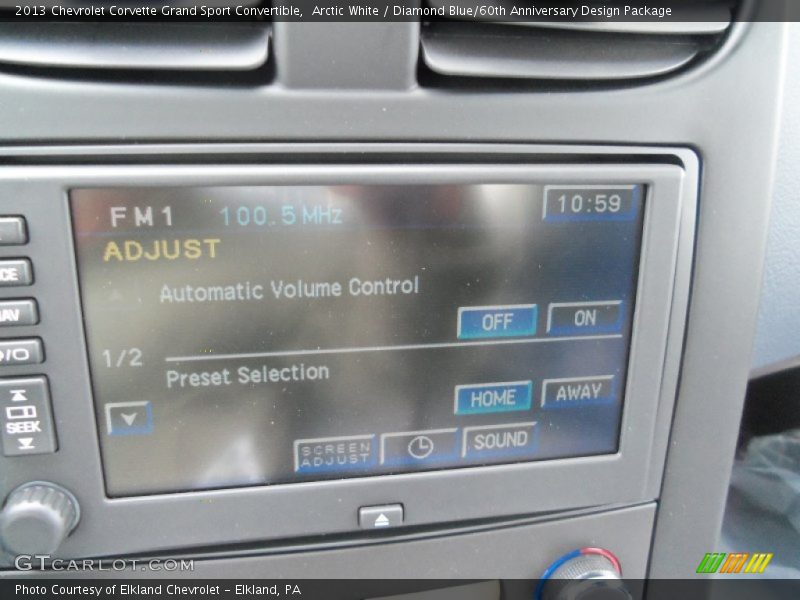 2013 Chevrolet Corvette Grand Sport Convertible, Arctic White / Diamond Blue/60th Anniversary Design Package
FM1 100.5 MHz 10:59
ADJUST
Automatic Volume Control
OFF ON
1/2
Preset Selection
HOME AWAY
SCREEN ADJUST
SOUND
SEEK
GTCARLOT.COM
Photo Courtesy of Elkland Chevrolet – Elkland, PA